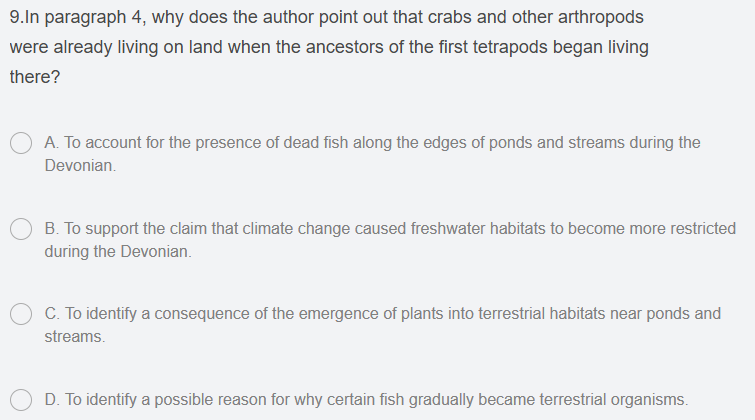 9.In paragraph 4, why does the author point out that crabs and other arthropods
were already living on land when the ancestors of the first tetrapods began living
there?
A. To account for the presence of dead fish along the edges of ponds and streams during the
Devonian.
B. To support the claim that climate change caused freshwater habitats to become more restricted
during the Devonian.
C. To identify a consequence of the emergence of plants into terrestrial habitats near ponds and
streams.
D. To identify a possible reason for why certain fish gradually became terrestrial organisms.